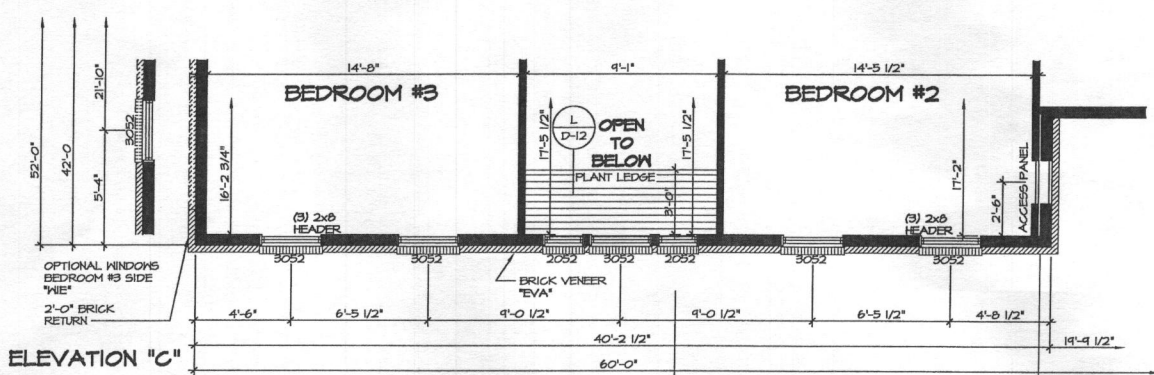 14'-8"
9'-1"
14'-5 1/2"
BEDROOM #3
BEDROOM #2
21'-10"
3052
52'-0"
42'-0
5'-4"
16'-2 3/4"
17'-5 1/2"
L
D-12
OPEN
TO
BELOW
PLANT LEDGE
17'-5 1/2"
3'-0"
17'-2"
2'-6"
ACCESS PANEL
(3) 2x8
HEADER
(3) 2x8
HEADER
3052
3052
2052
3052
2052
3052
3052
OPTIONAL WINDOWS
BEDROOM #3 SIDE
"WIE"
2'-0" BRICK
RETURN
BRICK VENEER
"EVA"
4'-6"
6'-5 1/2"
9'-0 1/2"
9'-0 1/2"
6'-5 1/2"
4'-8 1/2"
40'-2 1/2"
19'-9 1/2"
60'-0"
ELEVATION "C"